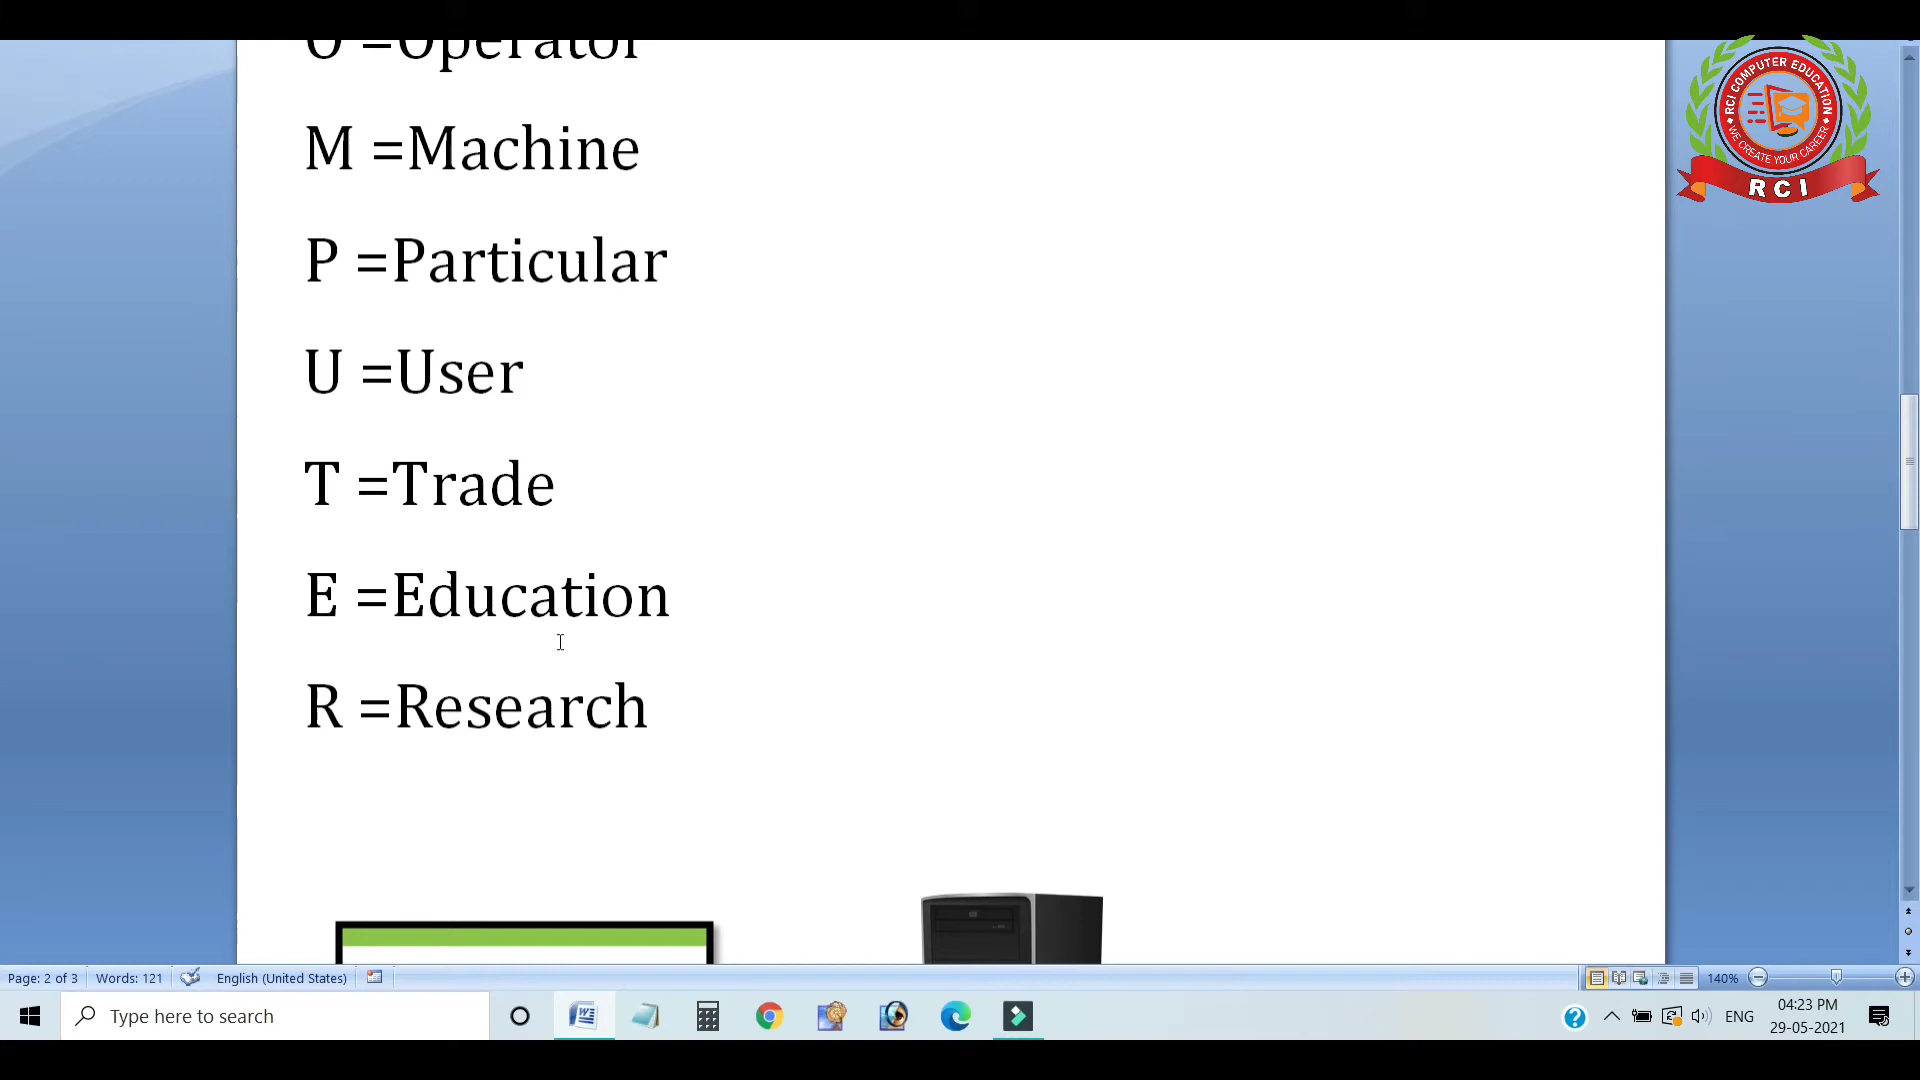 O =Operator
M =Machine
P =Particular
U =User
T =Trade
E =Education
R =Research
RCI COMPUTER EDUCATION
WE CREATE YOUR CAREER
RCI
Page: 2 of 3
Words: 121
English (United States)
140%
Type here to search
ENG
04:23 PM
29-05-2021